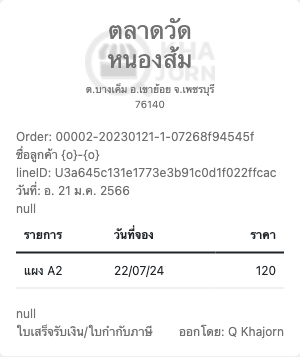 ตลาดวัด
หนองส้ม
KHA
JORN
ต.บางเค็ม อ.เขาย้อย จ.เพชรบุรี
76140
Order: 00002-20230121-1-07268f94545f
ชื่อลูกค้า {o}-{o}
lineID: U3a645c131e1773e3b91c0d1f022ffcac
วันที่: อ. 21 ม.ค. 2566
null
รายการ วันที่จอง ราคา
แผง A2 22/07/24 120
null
ใบเสร็จรับเงิน/ใบกำกับภาษี ออกโดย: Q Khajorn